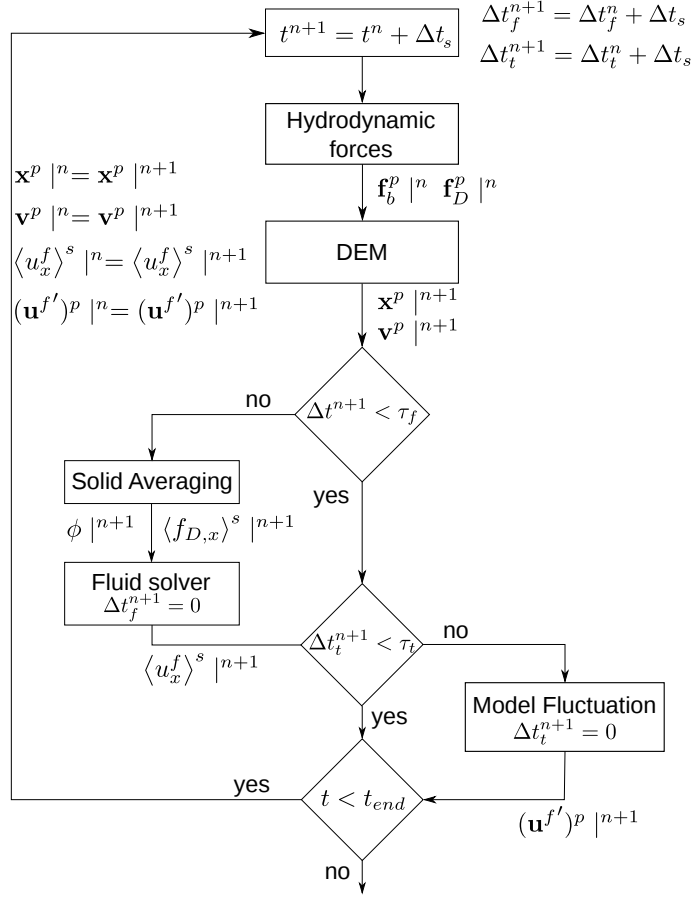 t^{n+1} = t^n + Δt_s
Δt_f^{n+1} = Δt_f^n + Δt_s
Δt_t^{n+1} = Δt_t^n + Δt_s
Hydrodynamic
forces
f_b^p |^n f_D^p |^n
x^p |^n= x^p |^{n+1}
v^p |^n= v^p |^{n+1}
⟨u_x^f⟩^s |^n= ⟨u_x^f⟩^s |^{n+1}
(u^{f′})^p |^n= (u^{f′})^p |^{n+1}
DEM
x^p |^{n+1}
v^p |^{n+1}
Δt^{n+1} < τ_f
no
yes
Solid Averaging
ϕ |^{n+1} ⟨f_{D,x}⟩^s |^{n+1}
Fluid solver
Δt_f^{n+1} = 0
⟨u_x^f⟩^s |^{n+1}
Δt_t^{n+1} < τ_t
no
yes
Model Fluctuation
Δt_t^{n+1} = 0
(u^{f′})^p |^{n+1}
t < t_{end}
yes
no